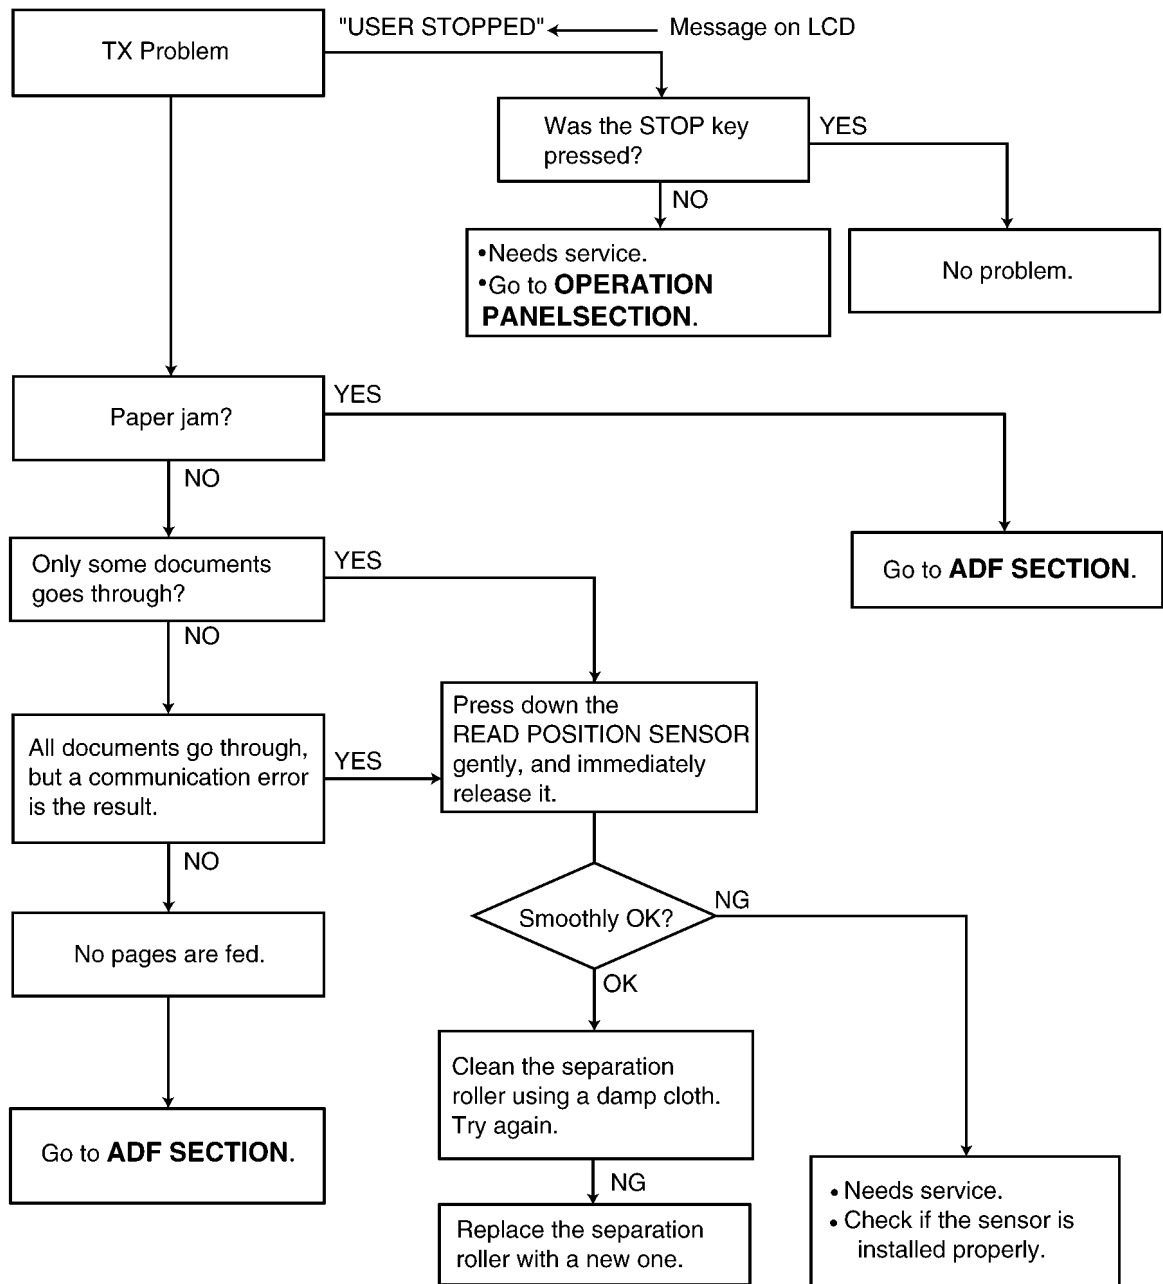 TX Problem
"USER STOPPED"
Message on LCD
Was the STOP key
pressed?
YES
NO
•Needs service.
•Go to OPERATION
PANELSECTION.
No problem.
Paper jam?
YES
NO
Go to ADF SECTION.
Only some documents
goes through?
YES
NO
All documents go through,
but a communication error
is the result.
YES
NO
Press down the
READ POSITION SENSOR
gently, and immediately
release it.
Smoothly OK?
NG
OK
No pages are fed.
Go to ADF SECTION.
Clean the separation
roller using a damp cloth.
Try again.
NG
Replace the separation
roller with a new one.
• Needs service.
• Check if the sensor is
installed properly.